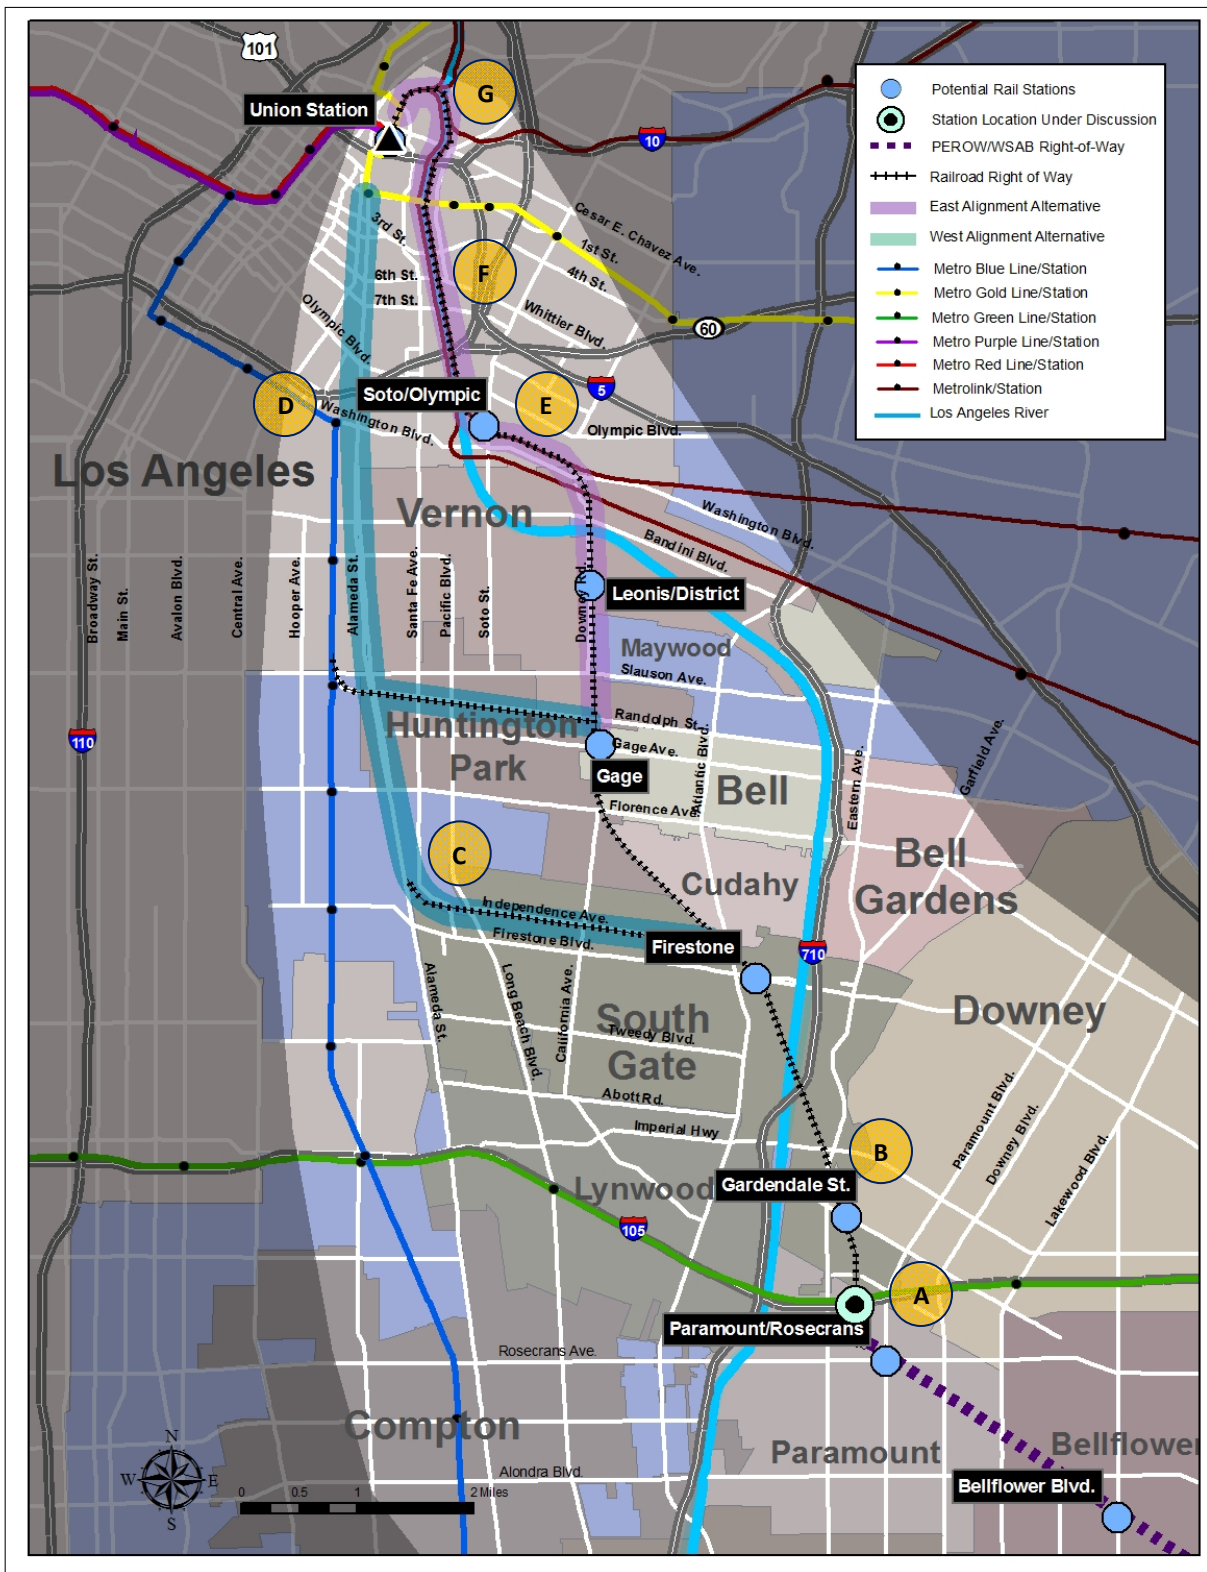 101
Union Station
G
10
Potential Rail Stations
Station Location Under Discussion
PEROW/WSAB Right-of-Way
Railroad Right of Way
East Alignment Alternative
West Alignment Alternative
Metro Blue Line/Station
Metro Gold Line/Station
Metro Green Line/Station
Metro Purple Line/Station
Metro Red Line/Station
Metrolink/Station
Los Angeles River
Cesar E. Chavez Ave.
3rd St.
1st St.
4th St.
6th St.
7th St.
F
Whittier Blvd.
60
Olympic Blvd.
5
Soto/Olympic
D
E
Washington Blvd.
Olympic Blvd.
Los Angeles
Vernon
Washington Blvd.
Bandini Blvd.
Broadway St.
Main St.
Avalon Blvd.
Central Ave.
Hooper Ave.
Alameda St.
Santa Fe Ave.
Pacific Blvd.
Soto St.
Downey Rd.
Leonis/District
Maywood
Slauson Ave.
110
Huntington
Park
Randolph St.
Gage Ave.
Gage
Atlantic Blvd.
Bell
Eastern Ave.
Garfield Ave.
Florence Ave.
C
Cudahy
Bell
Gardens
Independence Ave.
Firestone Blvd.
Firestone
710
Alameda St.
Long Beach Blvd.
California Ave.
South
Gate
Tweedy Blvd.
Downey
Abott Rd.
Imperial Hwy
Paramount Blvd.
Downey Blvd.
Lakewood Blvd.
B
Lynwood
Gardendale St.
105
A
Paramount/Rosecrans
Rosecrans Ave.
Compton
Paramount
Bellflower
Alondra Blvd.
Bellflower Blvd.
N
W
E
S
0 0.5 1 2 Miles